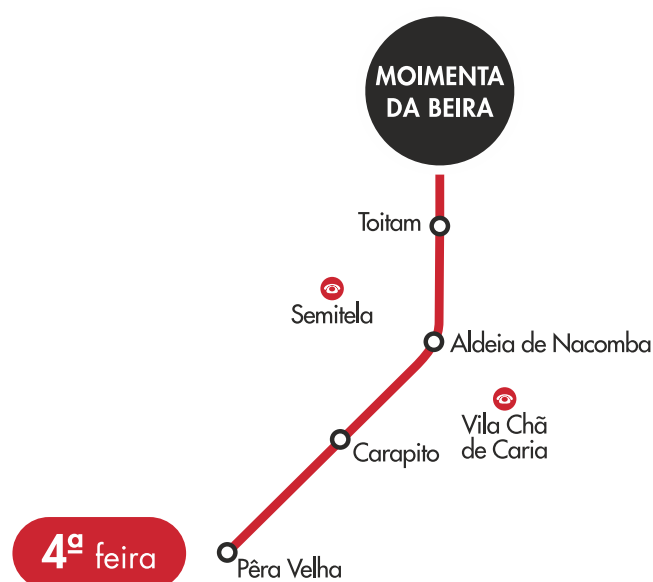 MOIMENTA
DA BEIRA
Toitam
Semitela
Aldeia de Nacomba
Vila Chã
de Caria
Carapito
4ª feira
Pêra Velha